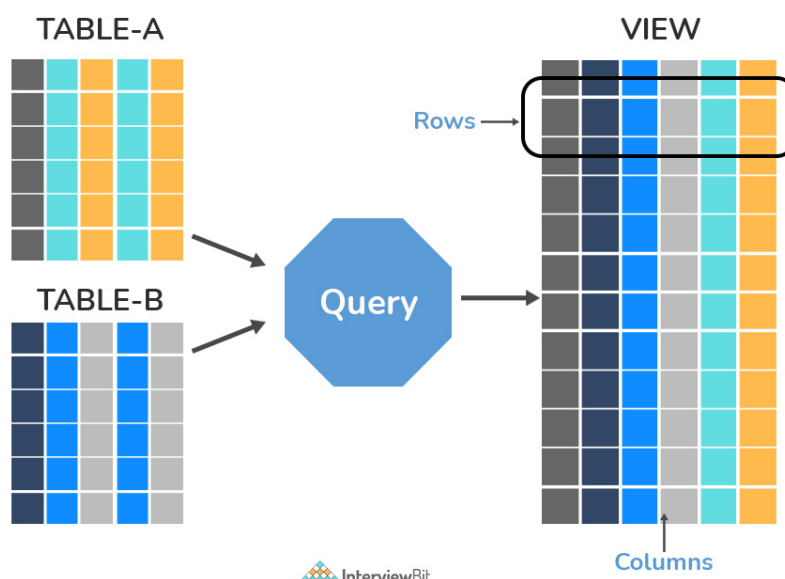 TABLE-A
VIEW
Rows
Query
TABLE-B
Columns
InterviewBit